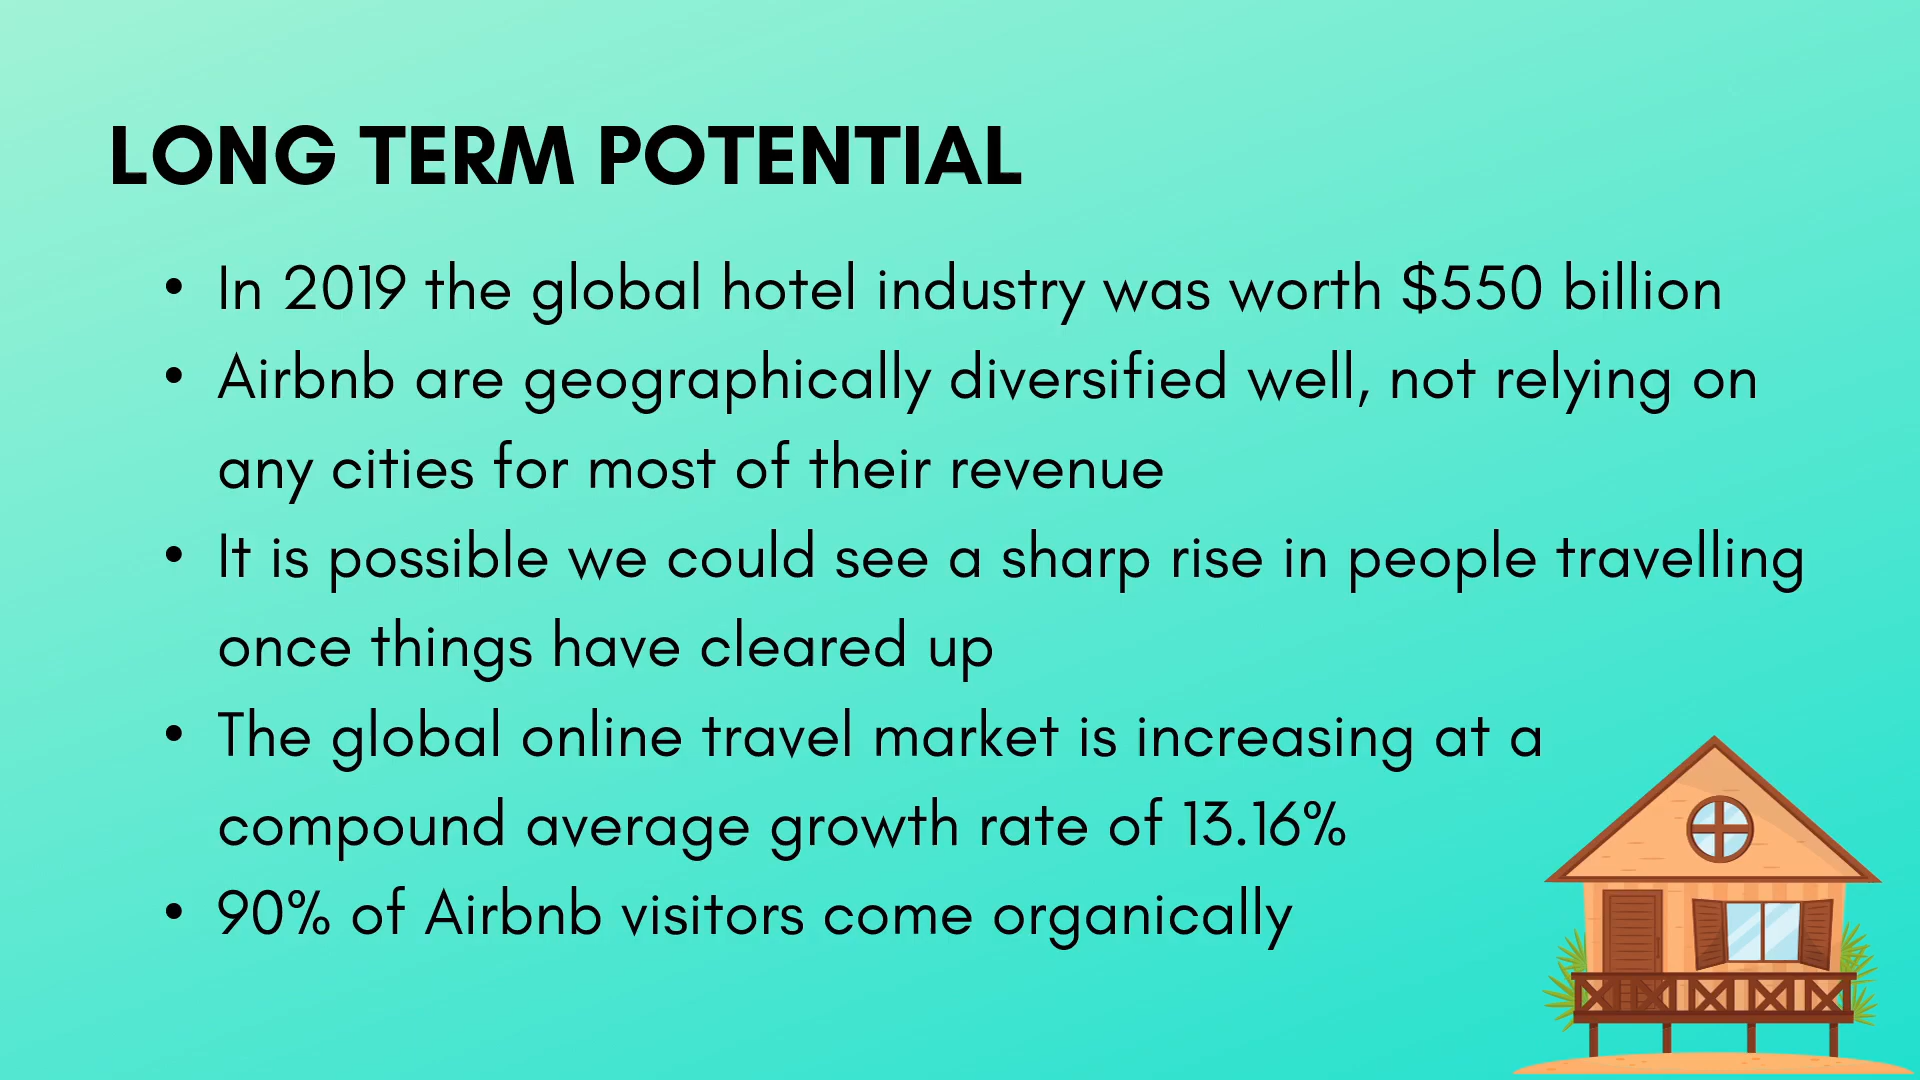 LONG TERM POTENTIAL
• In 2019 the global hotel industry was worth $550 billion
• Airbnb are geographically diversified well, not relying on
any cities for most of their revenue
• It is possible we could see a sharp rise in people travelling
once things have cleared up
• The global online travel market is increasing at a
compound average growth rate of 13.16%
• 90% of Airbnb visitors come organically